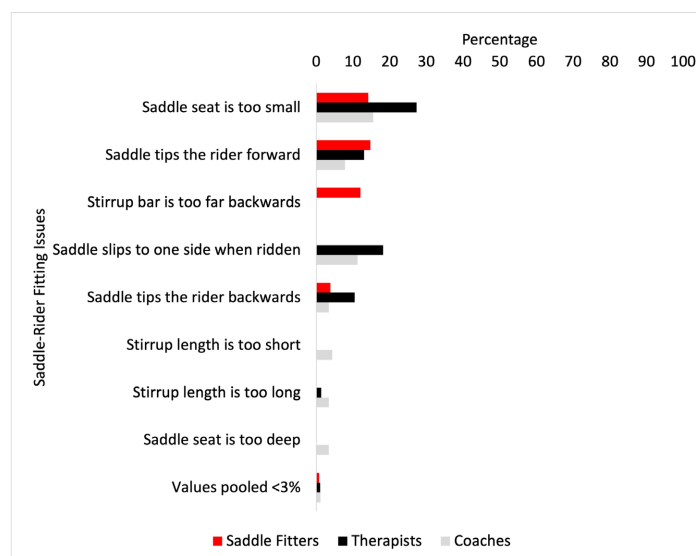 Percentage
0 10 20 30 40 50 60 70 80 90 100
Saddle-Rider Fitting Issues
Saddle seat is too small
Saddle tips the rider forward
Stirrup bar is too far backwards
Saddle slips to one side when ridden
Saddle tips the rider backwards
Stirrup length is too short
Stirrup length is too long
Saddle seat is too deep
Values pooled <3%
Saddle Fitters Therapists Coaches